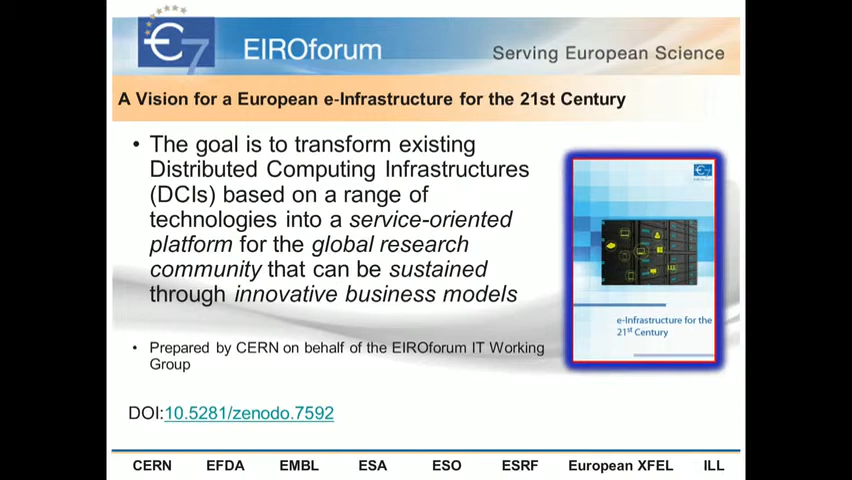 €7
EIROforum
Serving European Science
A Vision for a European e-Infrastructure for the 21st Century
• The goal is to transform existing
Distributed Computing Infrastructures
(DCIs) based on a range of
technologies into a service-oriented
platform for the global research
community that can be sustained
through innovative business models
• Prepared by CERN on behalf of the EIROforum IT Working
Group
DOI:10.5281/zenodo.7592
€7
e-Infrastructure for the
21st Century
CERN EFDA EMBL ESA ESO ESRF European XFEL ILL